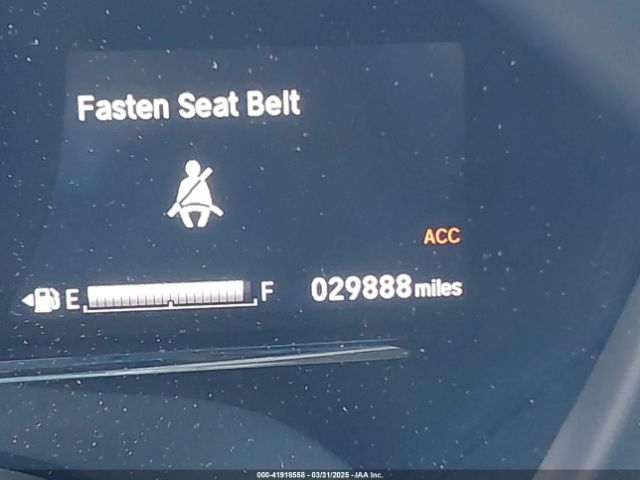 Fasten Seat Belt
ACC
E F 029888 miles
000-41918558 - 03/31/2025 - IAA Inc.